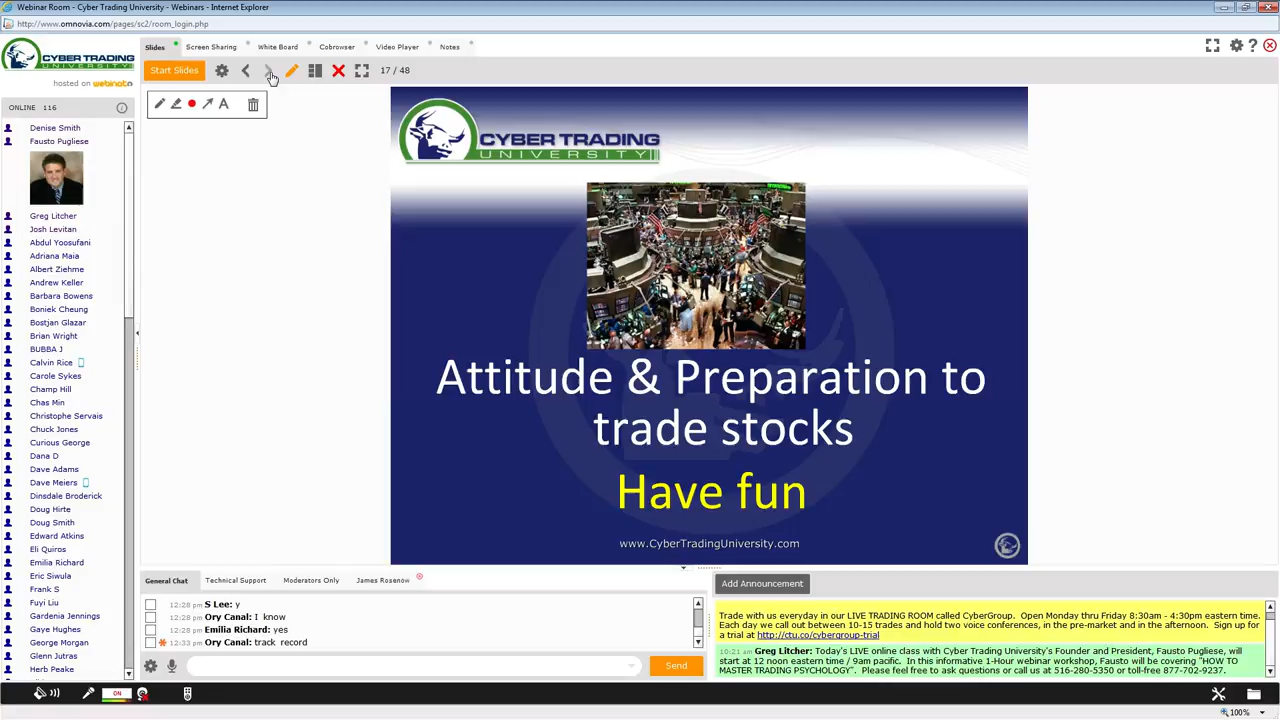 Webinar Room - Cyber Trading University - Webinars - Internet Explorer
http://www.omnovia.com/pages/sc2/room_login.php
CYBER TRADING
UNIVERSITY
hosted on webinato
Slides
Screen Sharing
White Board
Cobrowser
Video Player
Notes
Start Slides
17 / 48
A
ONLINE 116
Denise Smith
Fausto Pugliese
Greg Litcher
Josh Levitan
Abdul Yoosufani
Adriana Maia
Albert Ziehme
Andrew Keller
Barbara Bowens
Boniek Cheung
Bostjan Glazar
Brian Wright
BUBBA J
Calvin Rice
Carole Sykes
Champ Hill
Chas Min
Christophe Servais
Chuck Jones
Curious George
Dana D
Dave Adams
Dave Meiers
Dinsdale Broderick
Doug Hirte
Doug Smith
Edward Atkins
Eli Quiros
Emilia Richard
Eric Siwula
Frank S
Fuyi Liu
Gardenia Jennings
Gaye Hughes
George Morgan
Glenn Jutras
Herb Peake
CYBER TRADING
UNIVERSITY
Attitude & Preparation to
trade stocks
Have fun
www.CyberTradingUniversity.com
General Chat
Technical Support
Moderators Only
James Rosenow
12:28 pm S Lee: y
12:28 pm Ory Canal: I know
12:28 pm Emilia Richard: yes
12:33 pm Ory Canal: track record
Send
Add Announcement
Trade with us everyday in our LIVE TRADING ROOM called CyberGroup. Open Monday thru Friday 8:30am - 4:30pm eastern time.
Each day we call out between 10-15 trades and hold two voice conferences, in the pre-market and in the afternoon. Sign up for
a trial at http://ctu.co/cybergroup-trial
10:21 am Greg Litcher: Today's LIVE online class with Cyber Trading University's Founder and President, Fausto Pugliese, will
start at 12 noon eastern time / 9am pacific. In this informative 1-Hour webinar workshop, Fausto will be covering "HOW TO
MASTER TRADING PSYCHOLOGY". Please feel free to ask questions or call us at 516-280-5350 or toll-free 877-702-9237.
ON
100%